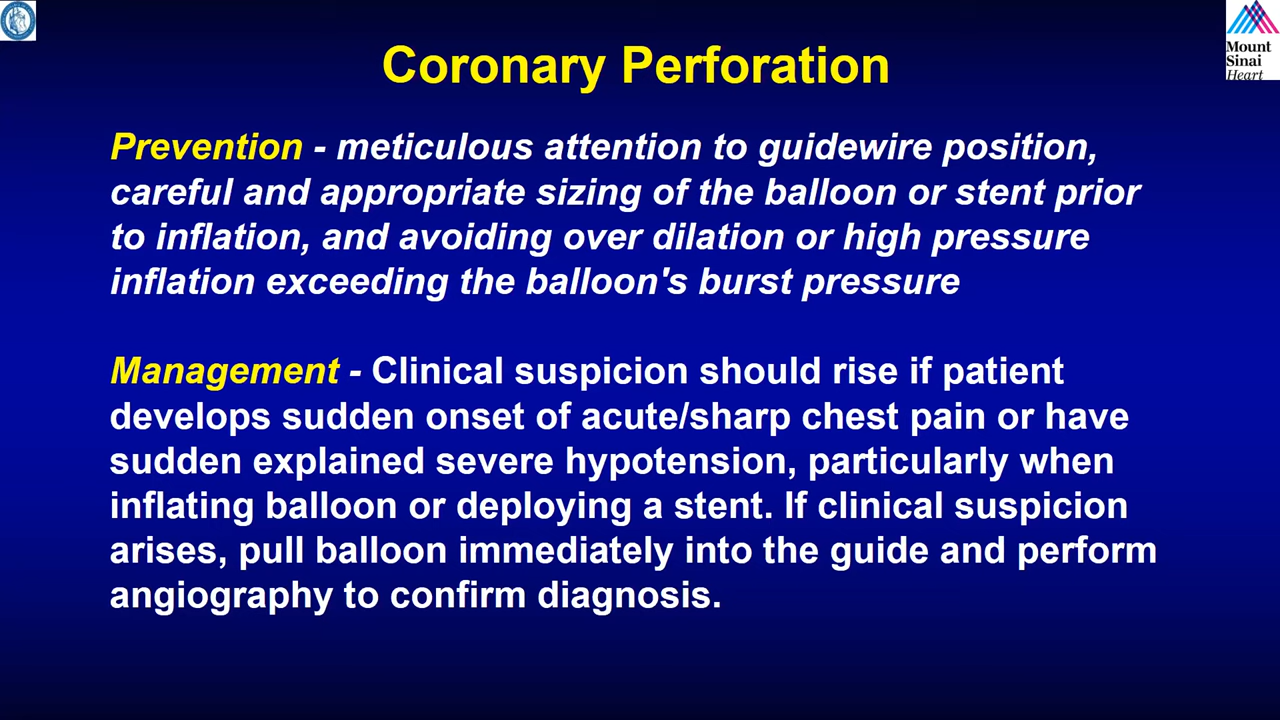 Coronary Perforation
Mount
Sinai
Heart
Prevention - meticulous attention to guidewire position,
careful and appropriate sizing of the balloon or stent prior
to inflation, and avoiding over dilation or high pressure
inflation exceeding the balloon's burst pressure
Management - Clinical suspicion should rise if patient
develops sudden onset of acute/sharp chest pain or have
sudden explained severe hypotension, particularly when
inflating balloon or deploying a stent. If clinical suspicion
arises, pull balloon immediately into the guide and perform
angiography to confirm diagnosis.